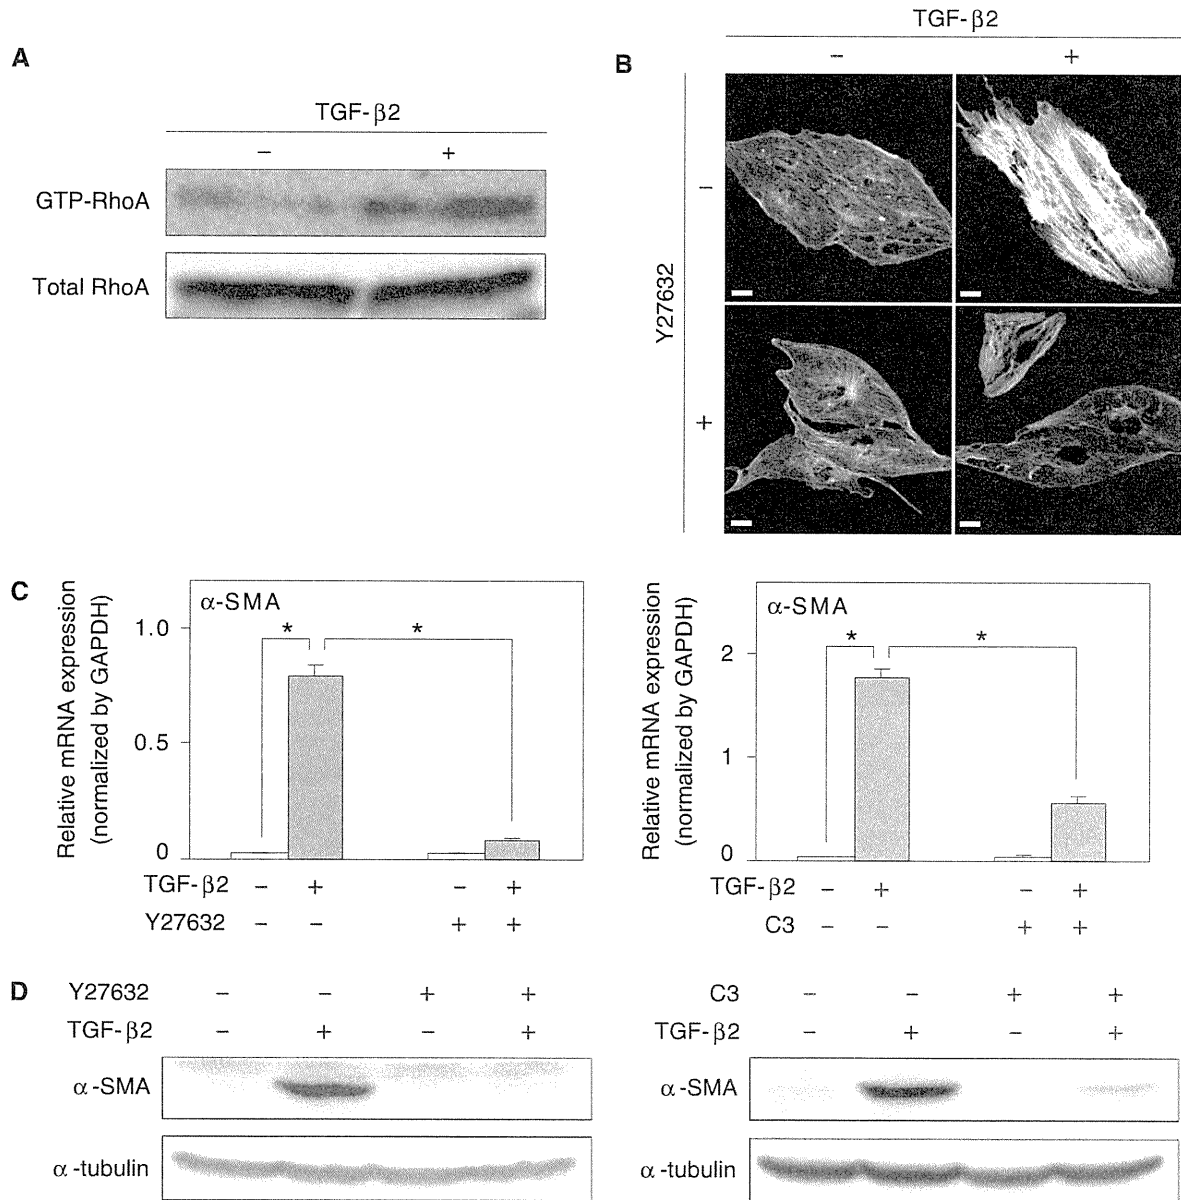 A
TGF-β2
− +
GTP-RhoA
Total RhoA
B
TGF-β2
− +
Y27632
−
+
C
Relative mRNA expression
(normalized by GAPDH)
α-SMA
1.0
0.5
0
* *
TGF-β2 − + − +
Y27632 − − + +
Relative mRNA expression
(normalized by GAPDH)
α-SMA
2
1
0
* *
TGF-β2 − + − +
C3 − − + +
D
Y27632 − − + +
TGF-β2 − + − +
α-SMA
α-tubulin
C3 − − + +
TGF-β2 − + − +
α-SMA
α-tubulin